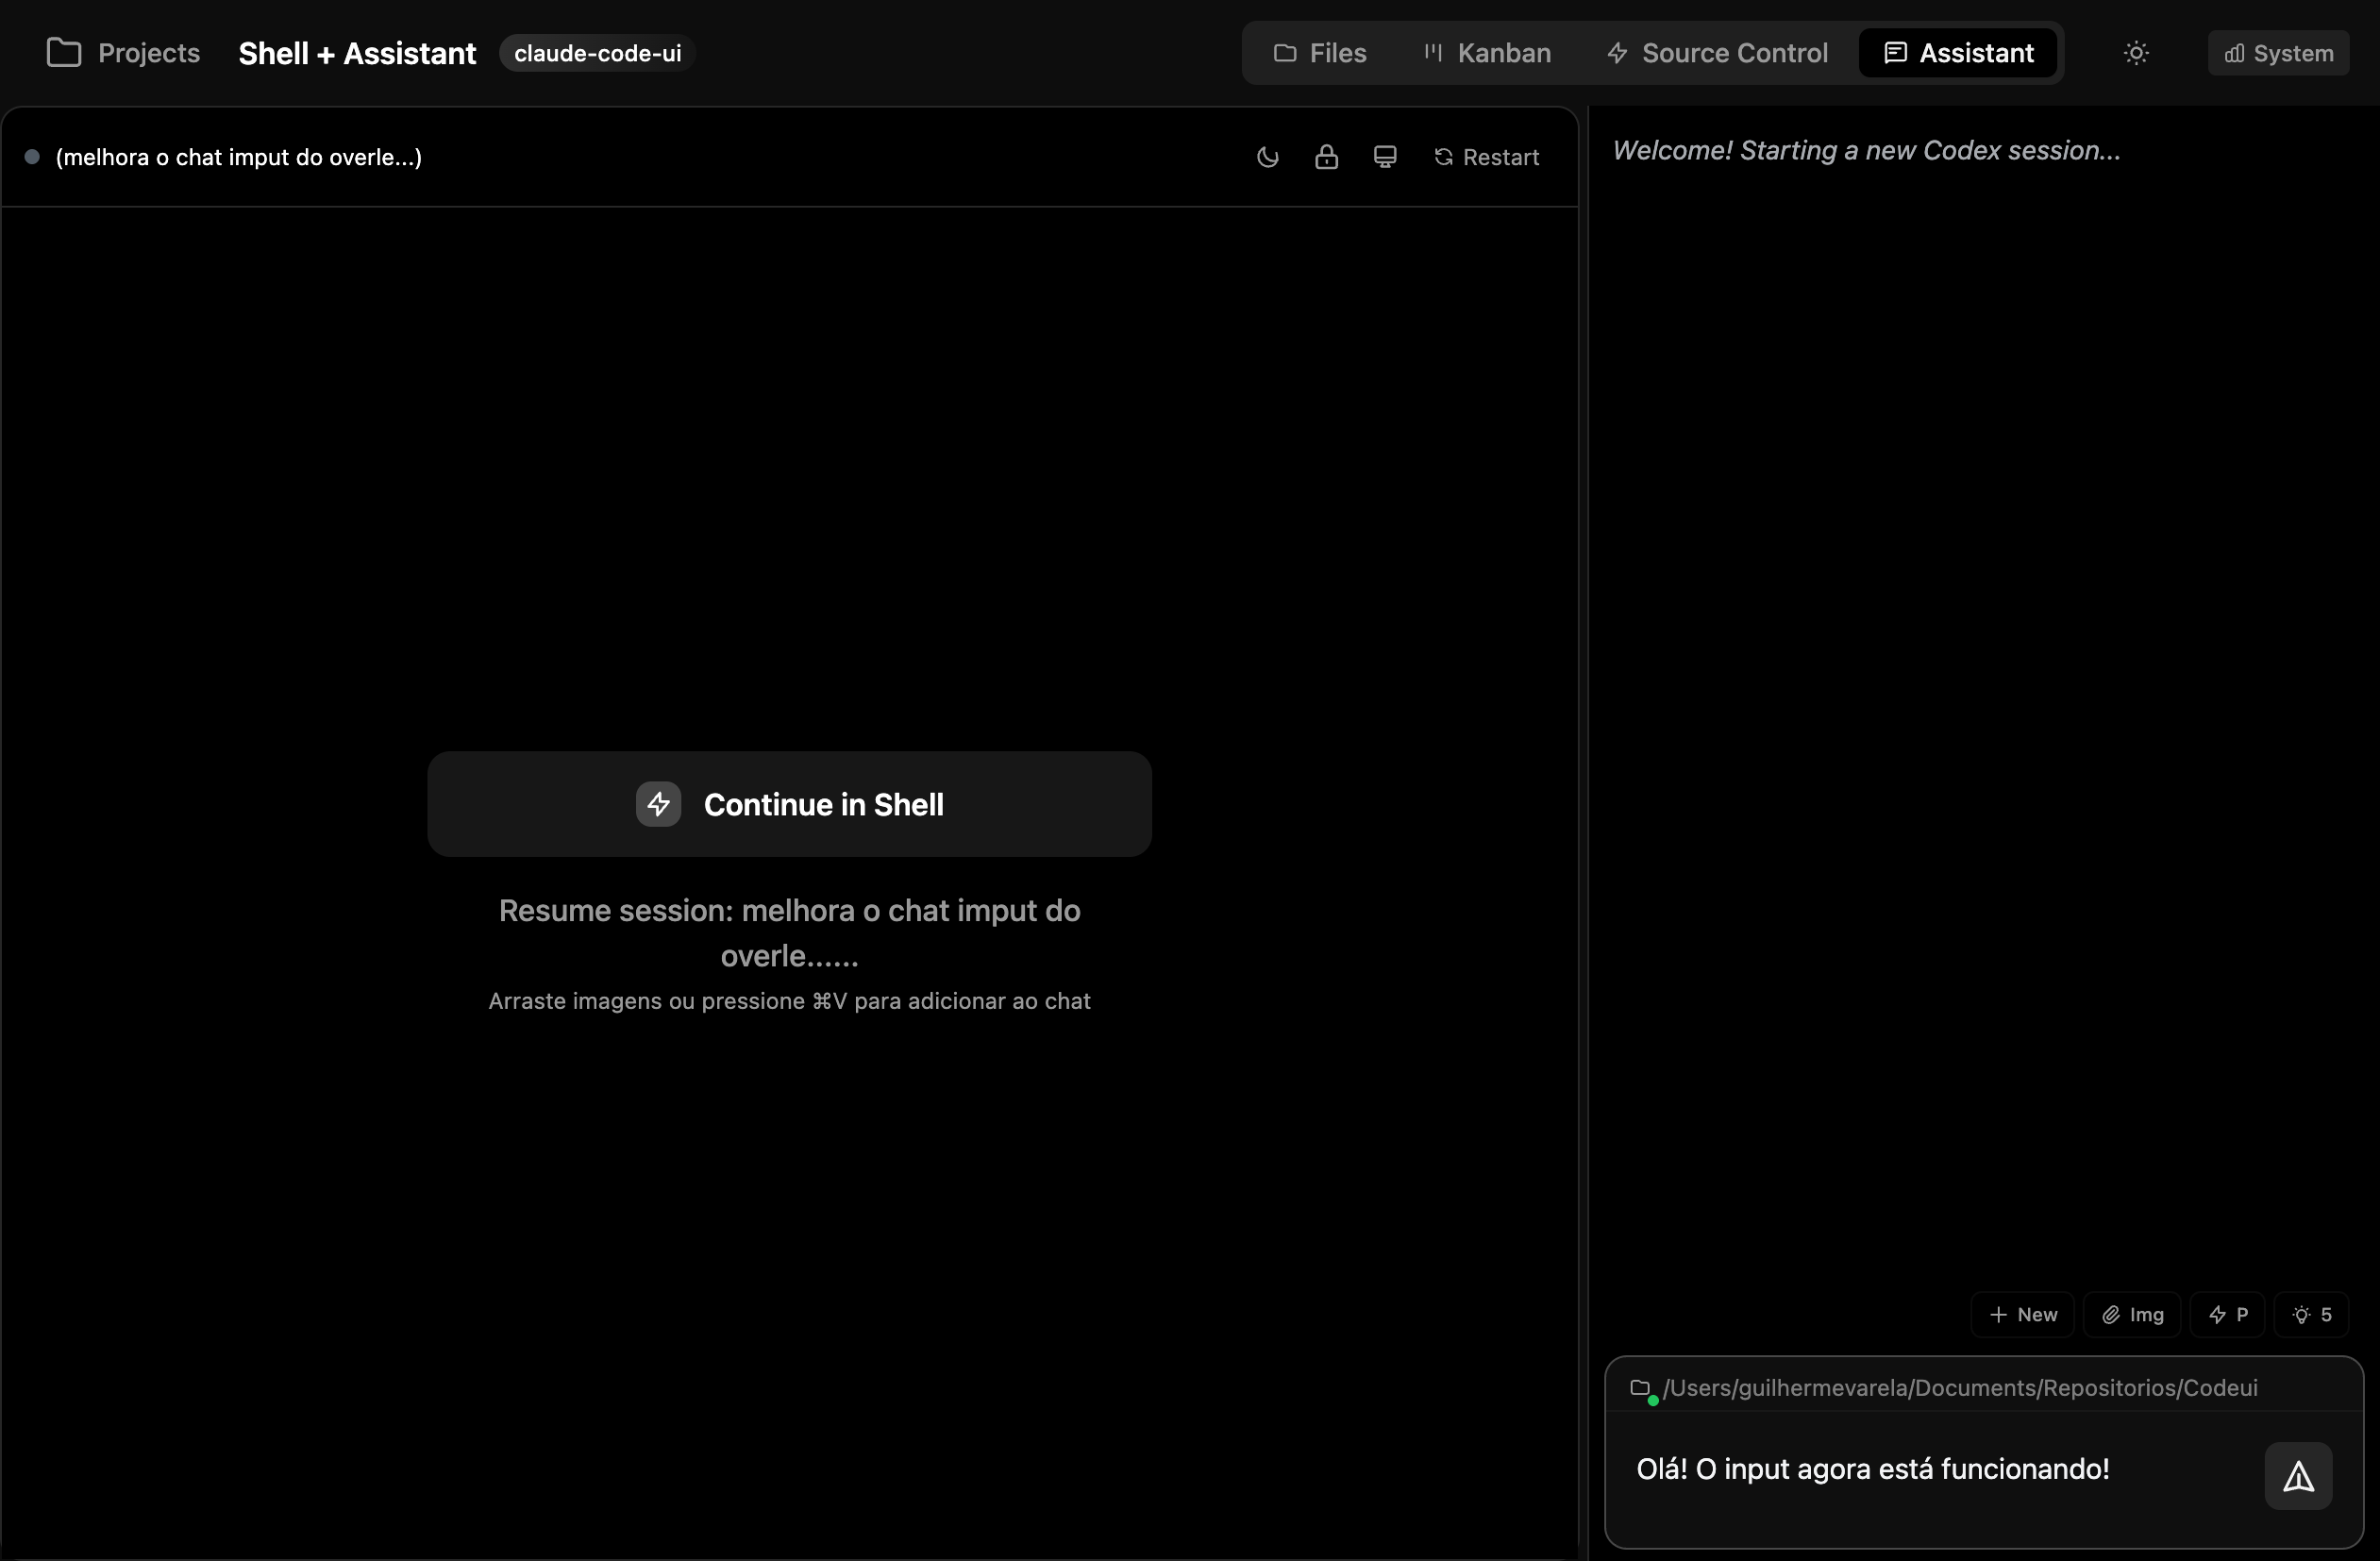 Projects Shell + Assistant claude-code-ui Files Kanban Source Control Assistant System
(melhora o chat imput do overle...) Restart
Continue in Shell
Resume session: melhora o chat imput do
overle......
Arraste imagens ou pressione ⌘V para adicionar ao chat
Welcome! Starting a new Codex session...
New Img P 5
/Users/guilhermevarela/Documents/Repositorios/Codeui
Olá! O input agora está funcionando!